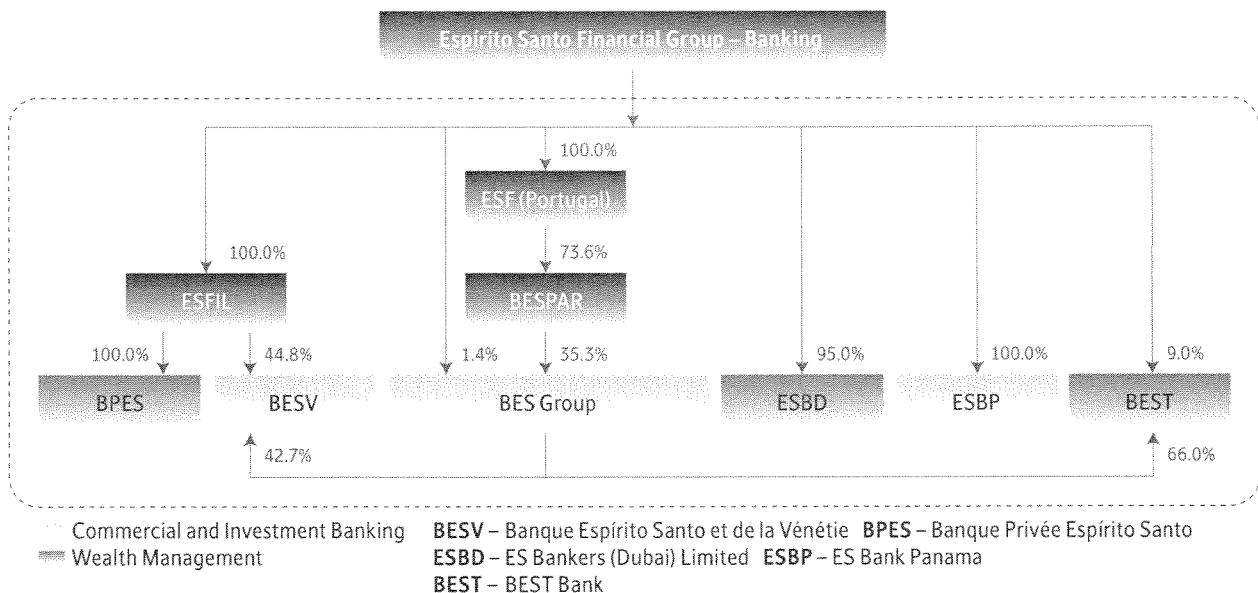 Espírito Santo Financial Group – Banking
100.0%
ESF (Portugal)
100.0%
73.6%
ESFIL
BESPAR
100.0%
44.8%
1.4%
35.3%
95.0%
100.0%
9.0%
BPES
BESV
BES Group
ESBD
ESBP
BEST
42.7%
66.0%
Commercial and Investment Banking
Wealth Management
BESV – Banque Espírito Santo et de la Vénétie BPES – Banque Privée Espírito Santo
ESBD – ES Bankers (Dubai) Limited ESBP – ES Bank Panama
BEST – BEST Bank